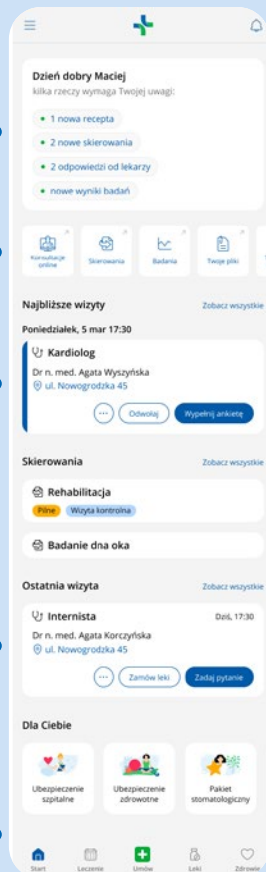 Dzień dobry Maciej
kilka rzeczy wymaga Twojej uwagi:
1 nowa recepta
2 nowe skierowania
2 odpowiedzi od lekarzy
nowe wyniki badań
Konsultacje
online
Skierowania
Badania
Twoje pliki
Najbliższe wizyty
Zobacz wszystkie
Poniedziałek, 5 mar 17:30
Kardiolog
Dr n. med. Agata Wyszyńska
ul. Nowogrodzka 45
Odwołaj
Wypełnij ankietę
Skierowania
Zobacz wszystkie
Rehabilitacja
Pilne
Wizyta kontrolna
Badanie dna oka
Ostatnia wizyta
Zobacz wszystkie
Internista
Dziś, 17:30
Dr n. med. Agata Korczyńska
ul. Nowogrodzka 45
Zamów leki
Zadaj pytanie
Dla Ciebie
Ubezpieczenie
szpitalne
Ubezpieczenie
zdrowotne
Pakiet
stomatologiczny
Start
Leczenie
Umów
Leki
Zdrowie